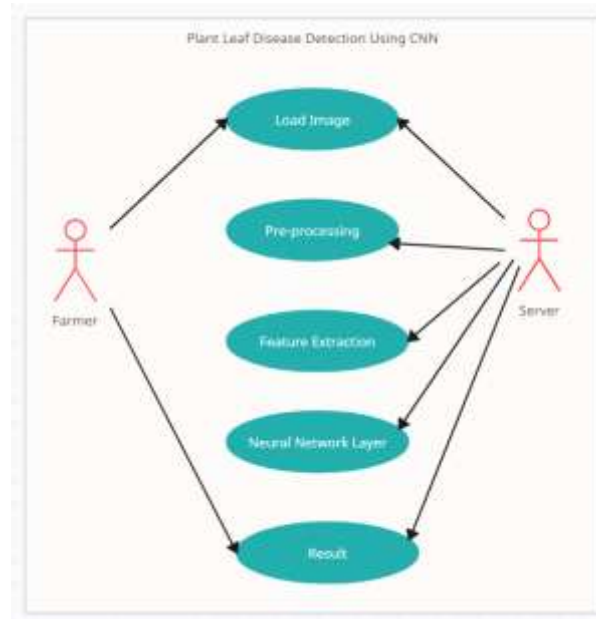 Plant Leaf Disease Detection Using CNN
Load Image
Pre-processing
Farmer
Server
Feature Extraction
Neural Network Layer
Result